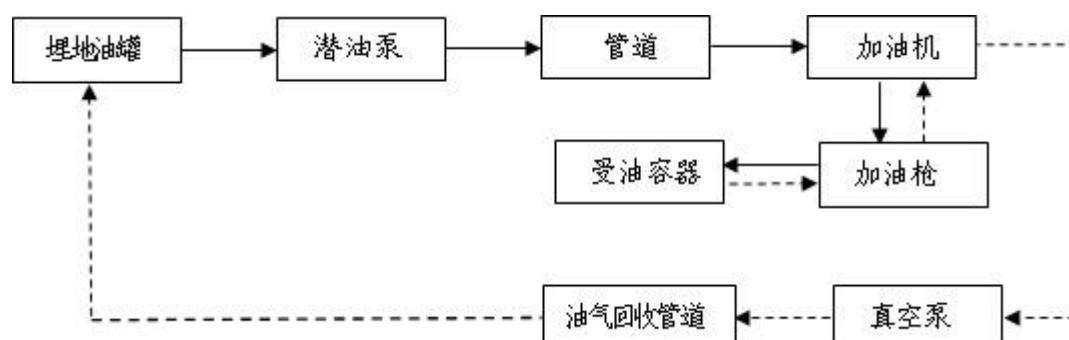 埋地油罐
潜油泵
管道
加油机
受油容器
加油枪
油气回收管道
真空泵